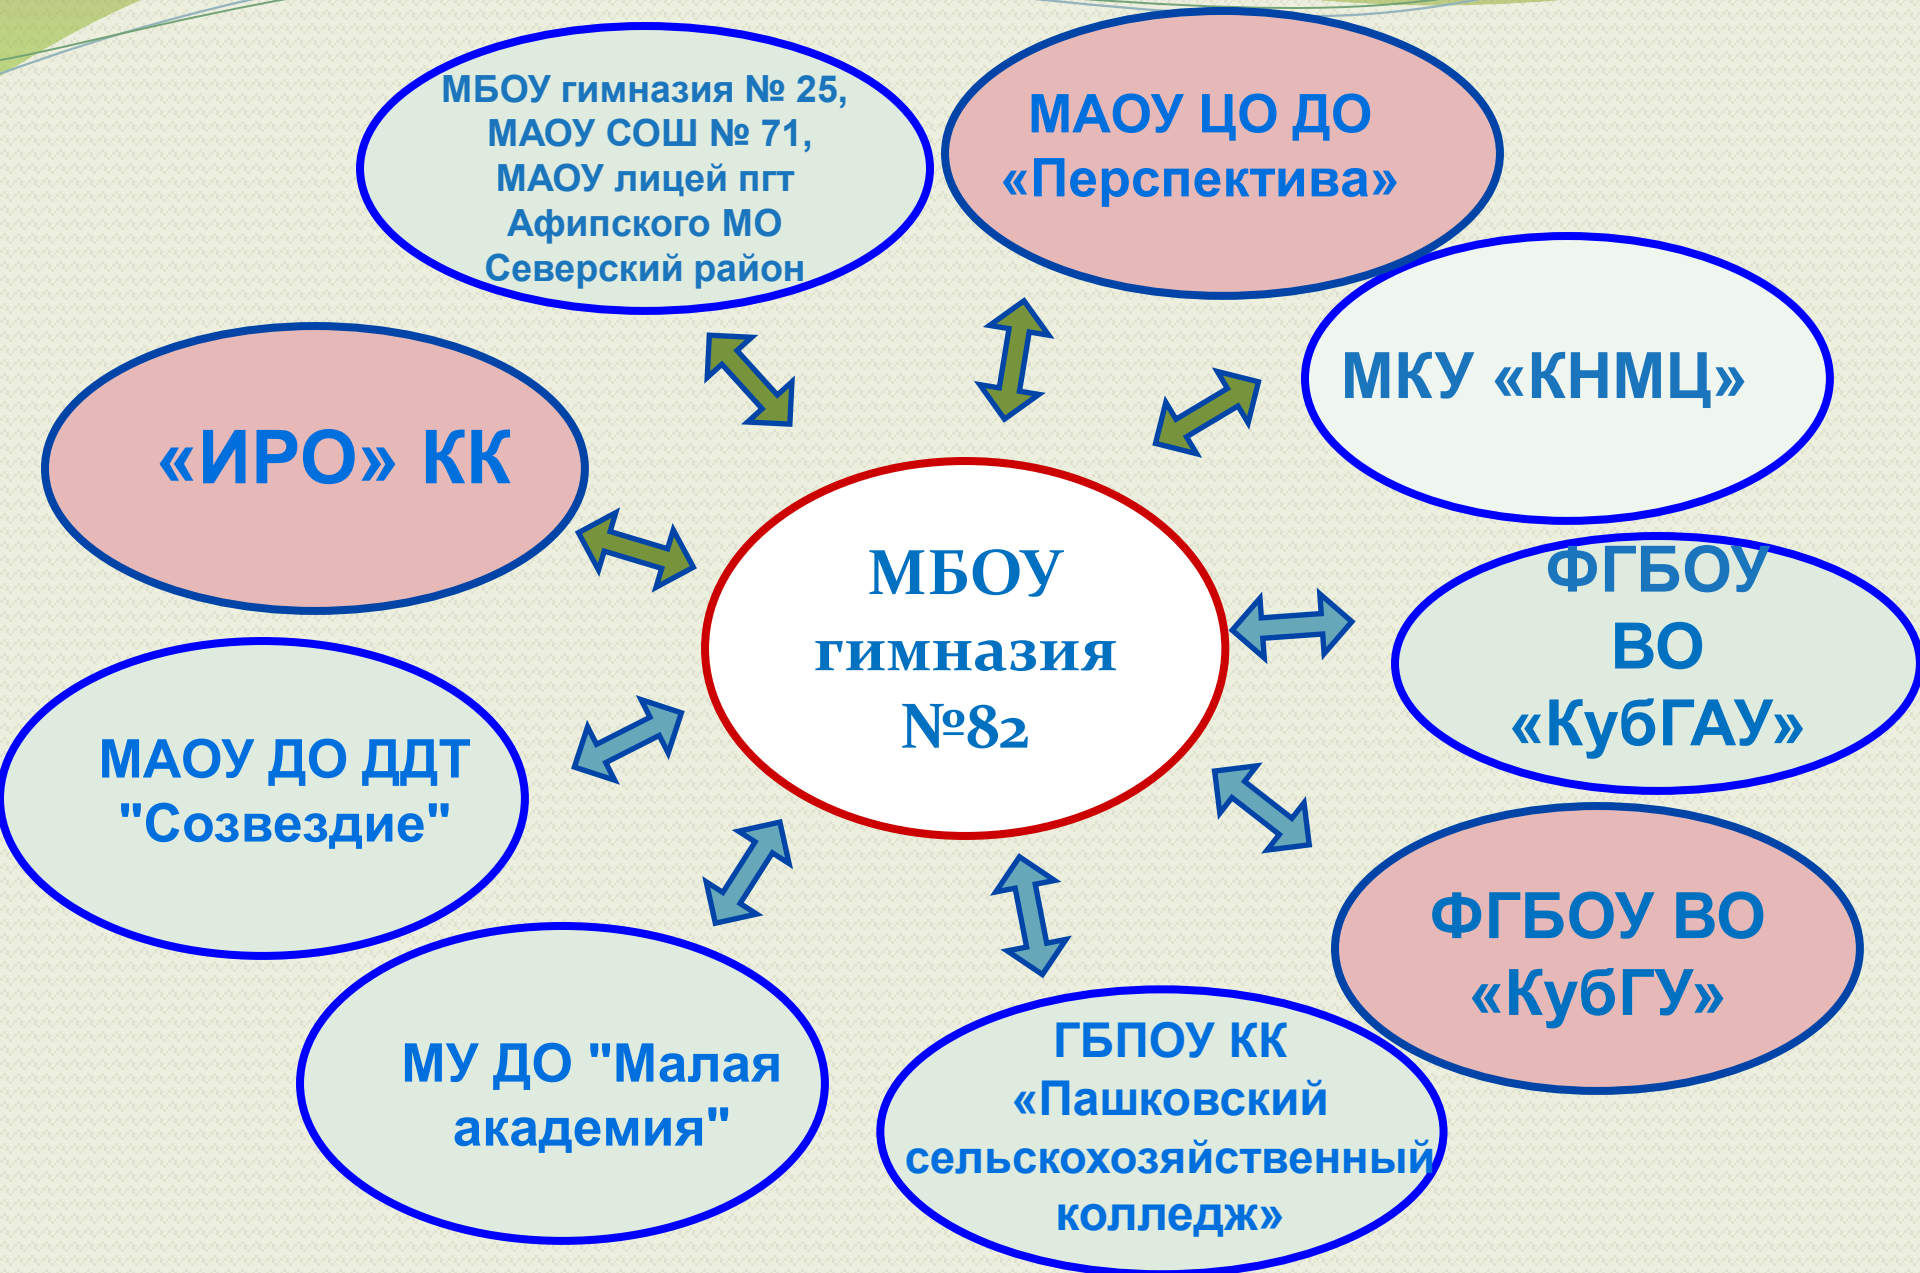 МБОУ гимназия № 25,
МАОУ СОШ № 71,
МАОУ лицей пгт
Афипского МО
Северский район
МАОУ ЦО ДО
«Перспектива»
МКУ «КНМЦ»
«ИРО» КК
МБОУ
гимназия
№82
ФГБОУ
ВО
«КубГАУ»
МАОУ ДО ДДТ
"Созвездие"
ФГБОУ ВО
«КубГУ»
МУ ДО "Малая
академия"
ГБПОУ КК
«Пашковский
сельскохозяйственный
колледж»